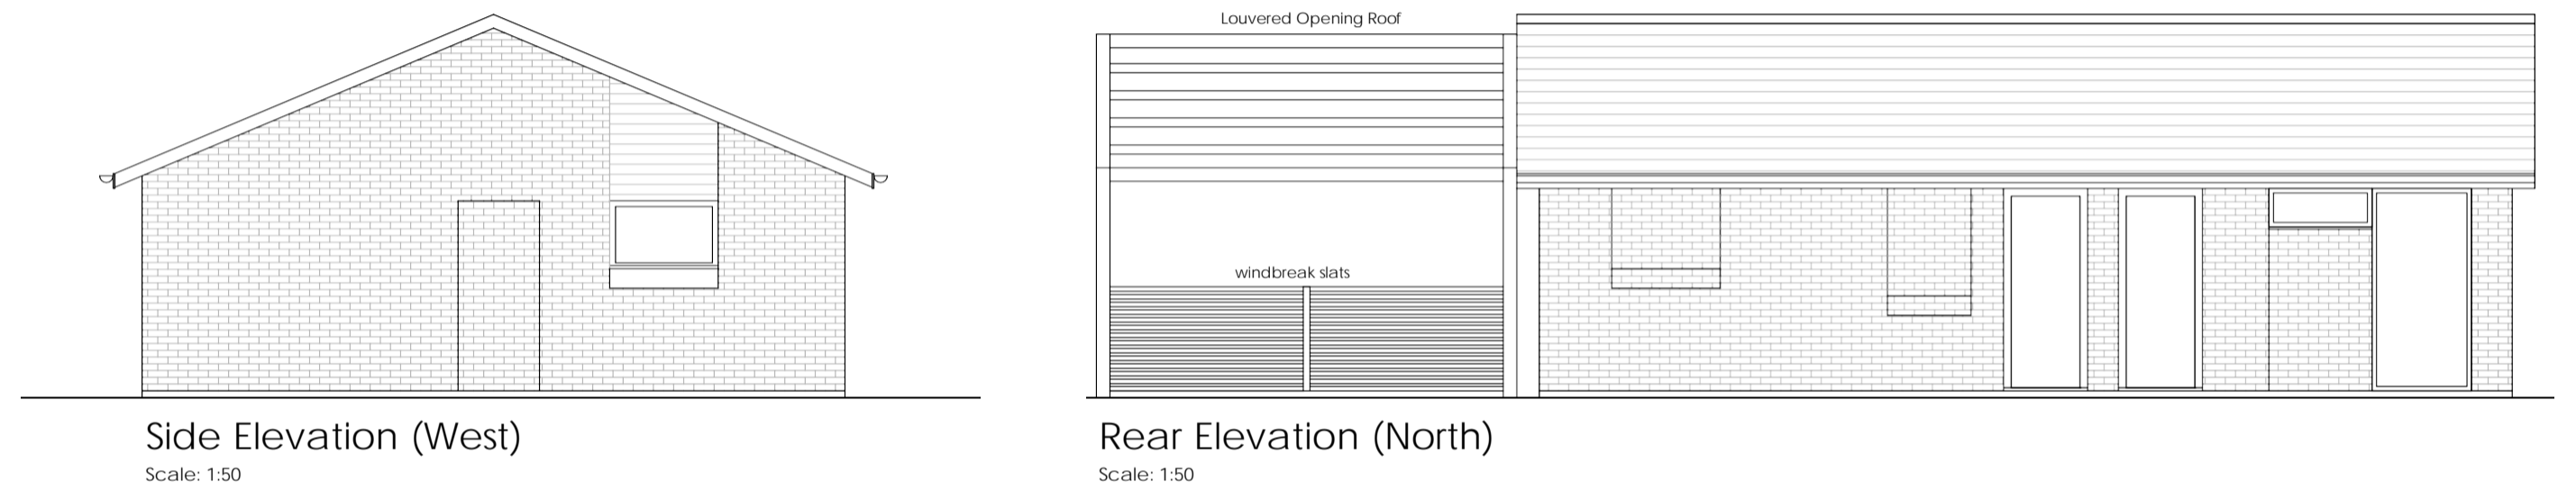 Louvered Opening Roof
windbreak slats
Side Elevation (West)
Scale: 1:50
Rear Elevation (North)
Scale: 1:50